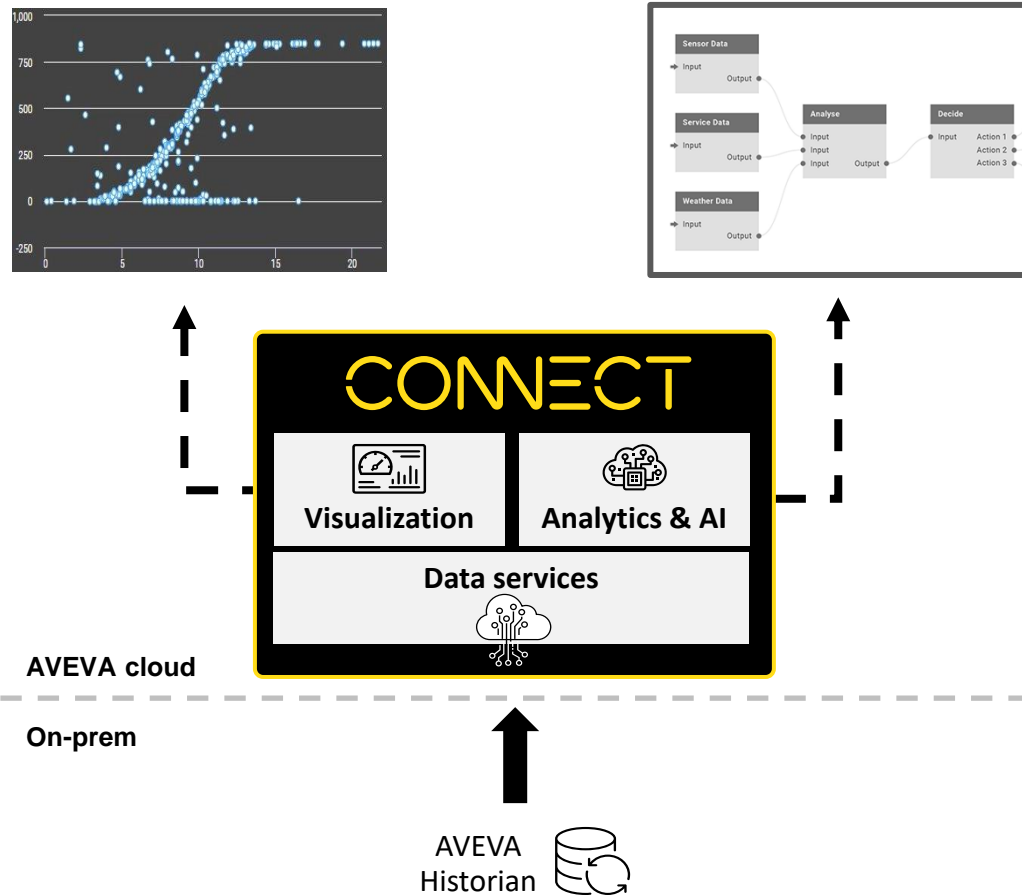 1,000
750
500
250
0
-250
0
5
10
15
20
Sensor Data
Input
Output
Service Data
Input
Output
Weather Data
Input
Output
Analyse
Input
Input
Input
Output
Decide
Input
Action 1
Action 2
Action 3
CONNECT
Visualization
Analytics & AI
Data services
AVEVA cloud
On-prem
AVEVA
Historian